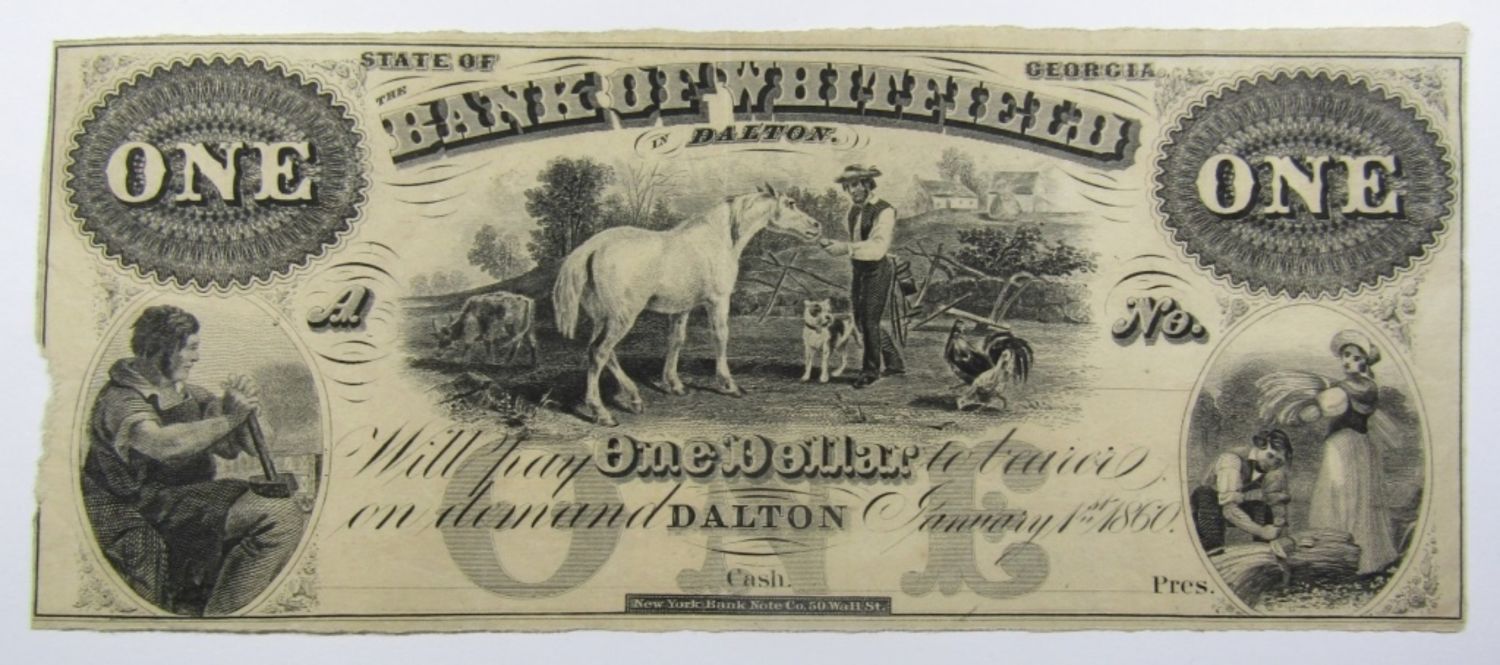 STATE OF GEORGIA
THE BANK OF WHITFIELD
IN DALTON.
ONE ONE
A. No.
Will pay One Dollar to bearer
on demand DALTON January 1st 1860.
ONE
Cash. Pres.
New York Bank Note Co. 50 Wall St.